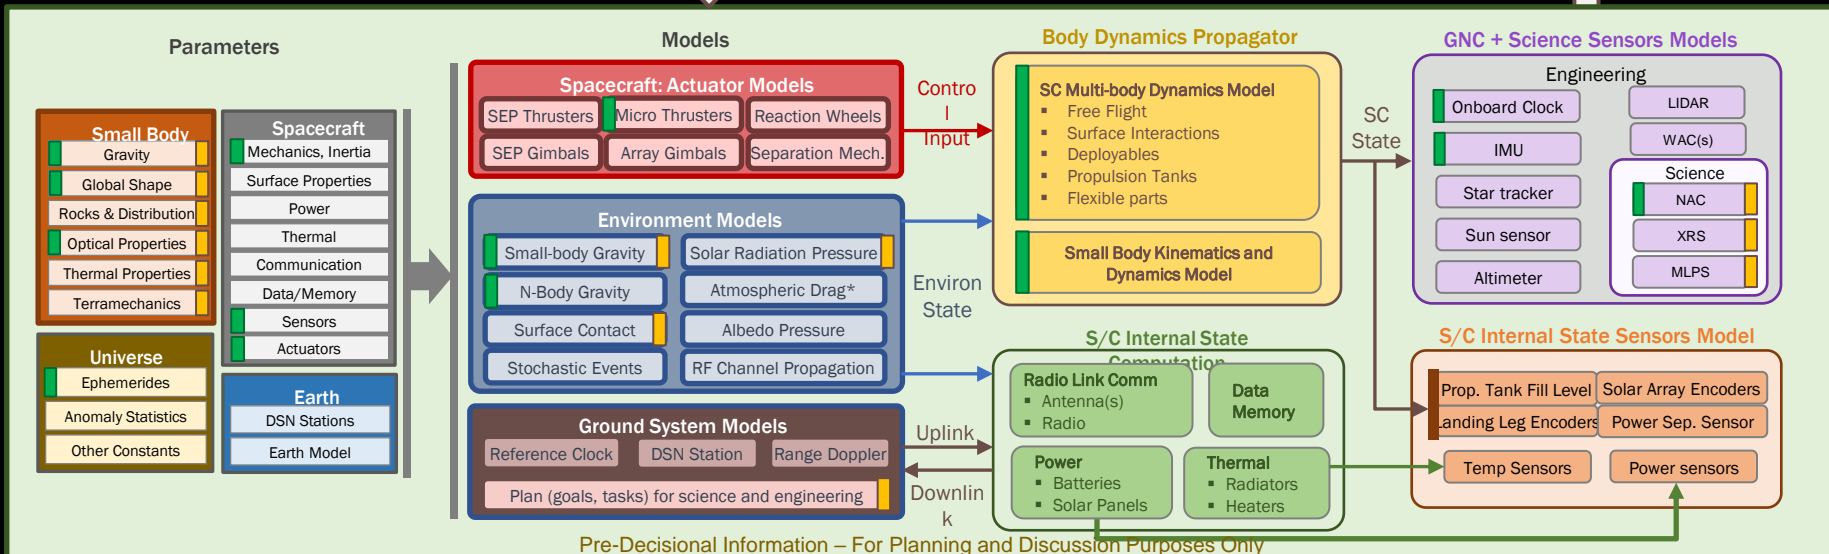 Parameters
Small Body
Gravity
Global Shape
Rocks & Distribution
Optical Properties
Thermal Properties
Terramechanics
Spacecraft
Mechanics, Inertia
Surface Properties
Power
Thermal
Communication
Data/Memory
Sensors
Actuators
Universe
Ephemerides
Anomaly Statistics
Other Constants
Earth
DSN Stations
Earth Model
Models
Spacecraft: Actuator Models
SEP Thrusters
Micro Thrusters
Reaction Wheels
SEP Gimbals
Array Gimbals
Separation Mech.
Environment Models
Small-body Gravity
Solar Radiation Pressure
N-Body Gravity
Atmospheric Drag*
Surface Contact
Albedo Pressure
Stochastic Events
RF Channel Propagation
Ground System Models
Reference Clock
DSN Station
Range Doppler
Plan (goals, tasks) for science and engineering
Contro
l
Input
Environ
State
Uplink
Downlin
k
Body Dynamics Propagator
SC Multi-body Dynamics Model
▪ Free Flight
▪ Surface Interactions
▪ Deployables
▪ Propulsion Tanks
▪ Flexible parts
Small Body Kinematics and
Dynamics Model
S/C Internal State
Computation
Radio Link Comm
▪ Antenna(s)
▪ Radio
Data
Memory
Power
▪ Batteries
▪ Solar Panels
Thermal
▪ Radiators
▪ Heaters
SC
State
GNC + Science Sensors Models
Engineering
Onboard Clock
IMU
Star tracker
Sun sensor
Altimeter
LIDAR
WAC(s)
Science
NAC
XRS
MLPS
S/C Internal State Sensors Model
Prop. Tank Fill Level
Solar Array Encoders
Landing Leg Encoders
Power Sep. Sensor
Temp Sensors
Power sensors
Pre-Decisional Information – For Planning and Discussion Purposes Only